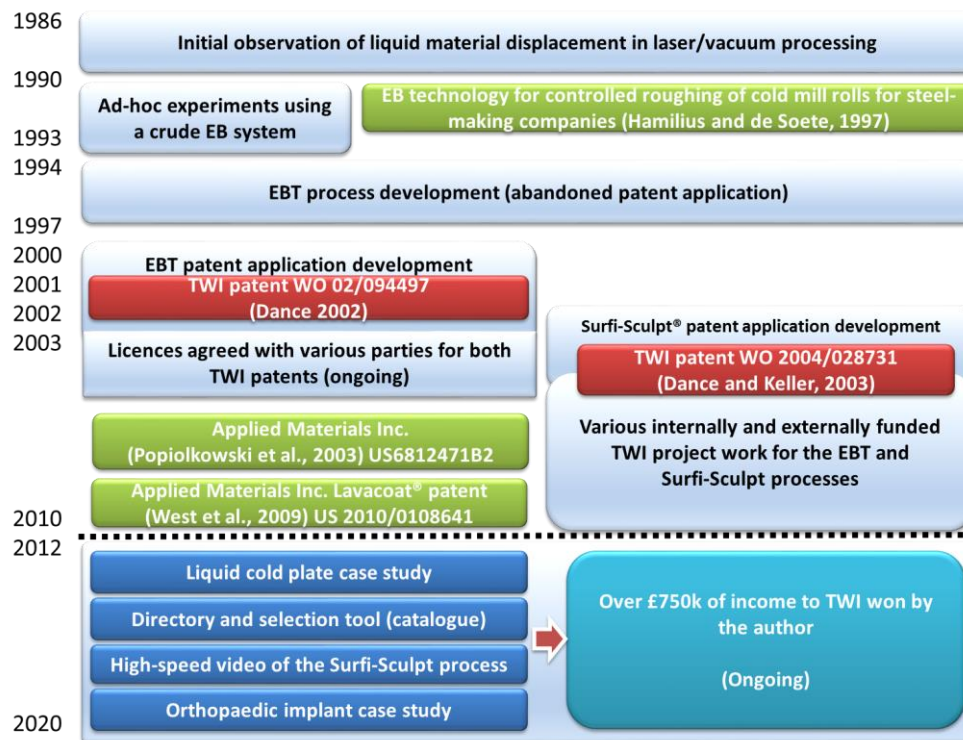 1986
Initial observation of liquid material displacement in laser/vacuum processing
1990
Ad-hoc experiments using
a crude EB system
EB technology for controlled roughing of cold mill rolls for steel-
making companies (Hamilius and de Soete, 1997)
1993
1994
EBT process development (abandoned patent application)
1997
2000
EBT patent application development
2001
TWI patent WO 02/094497
(Dance 2002)
2002
2003
Licences agreed with various parties for both
TWI patents (ongoing)
Surfi-Sculpt® patent application development
TWI patent WO 2004/028731
(Dance and Keller, 2003)
Various internally and externally funded
TWI project work for the EBT and
Surfi-Sculpt processes
Applied Materials Inc.
(Popiolkowski et al., 2003) US6812471B2
Applied Materials Inc. Lavacoat® patent
(West et al., 2009) US 2010/0108641
2010
2012
Liquid cold plate case study
Directory and selection tool (catalogue)
High-speed video of the Surfi-Sculpt process
Orthopaedic implant case study
Over £750k of income to TWI won by
the author
(Ongoing)
2020